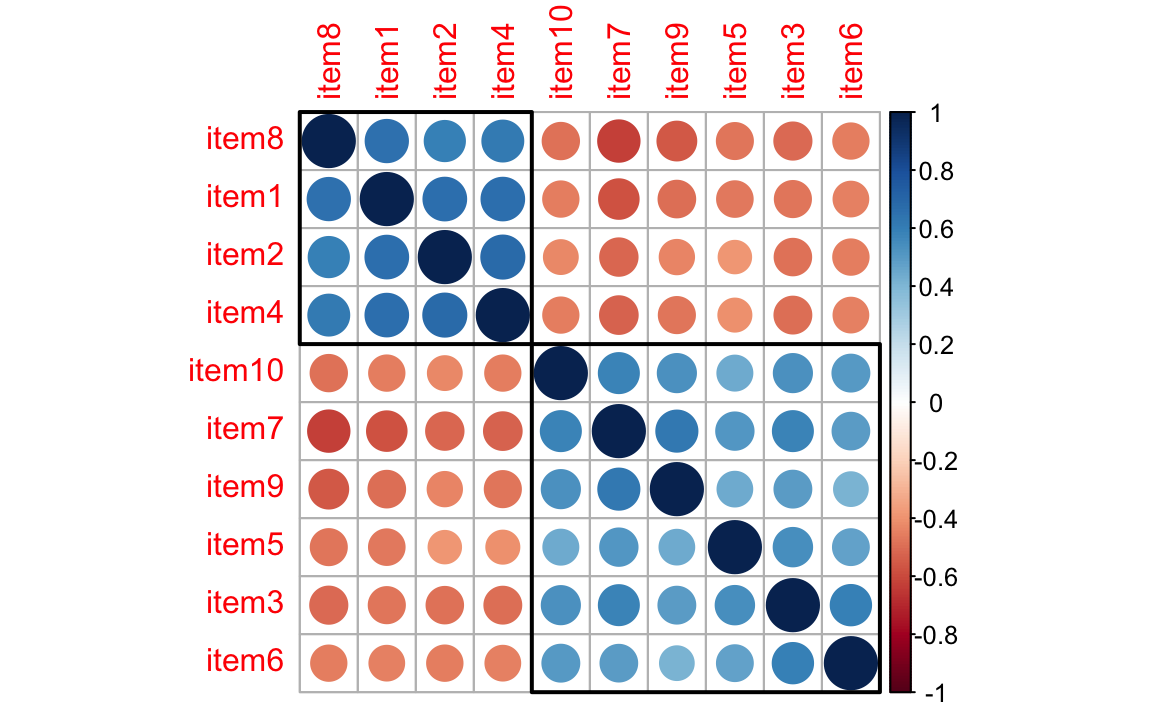 item8 item1 item2 item4 item10 item7 item9 item5 item3 item6
item8
item1
item2
item4
item10
item7
item9
item5
item3
item6
1
0.8
0.6
0.4
0.2
0
-0.2
-0.4
-0.6
-0.8
-1